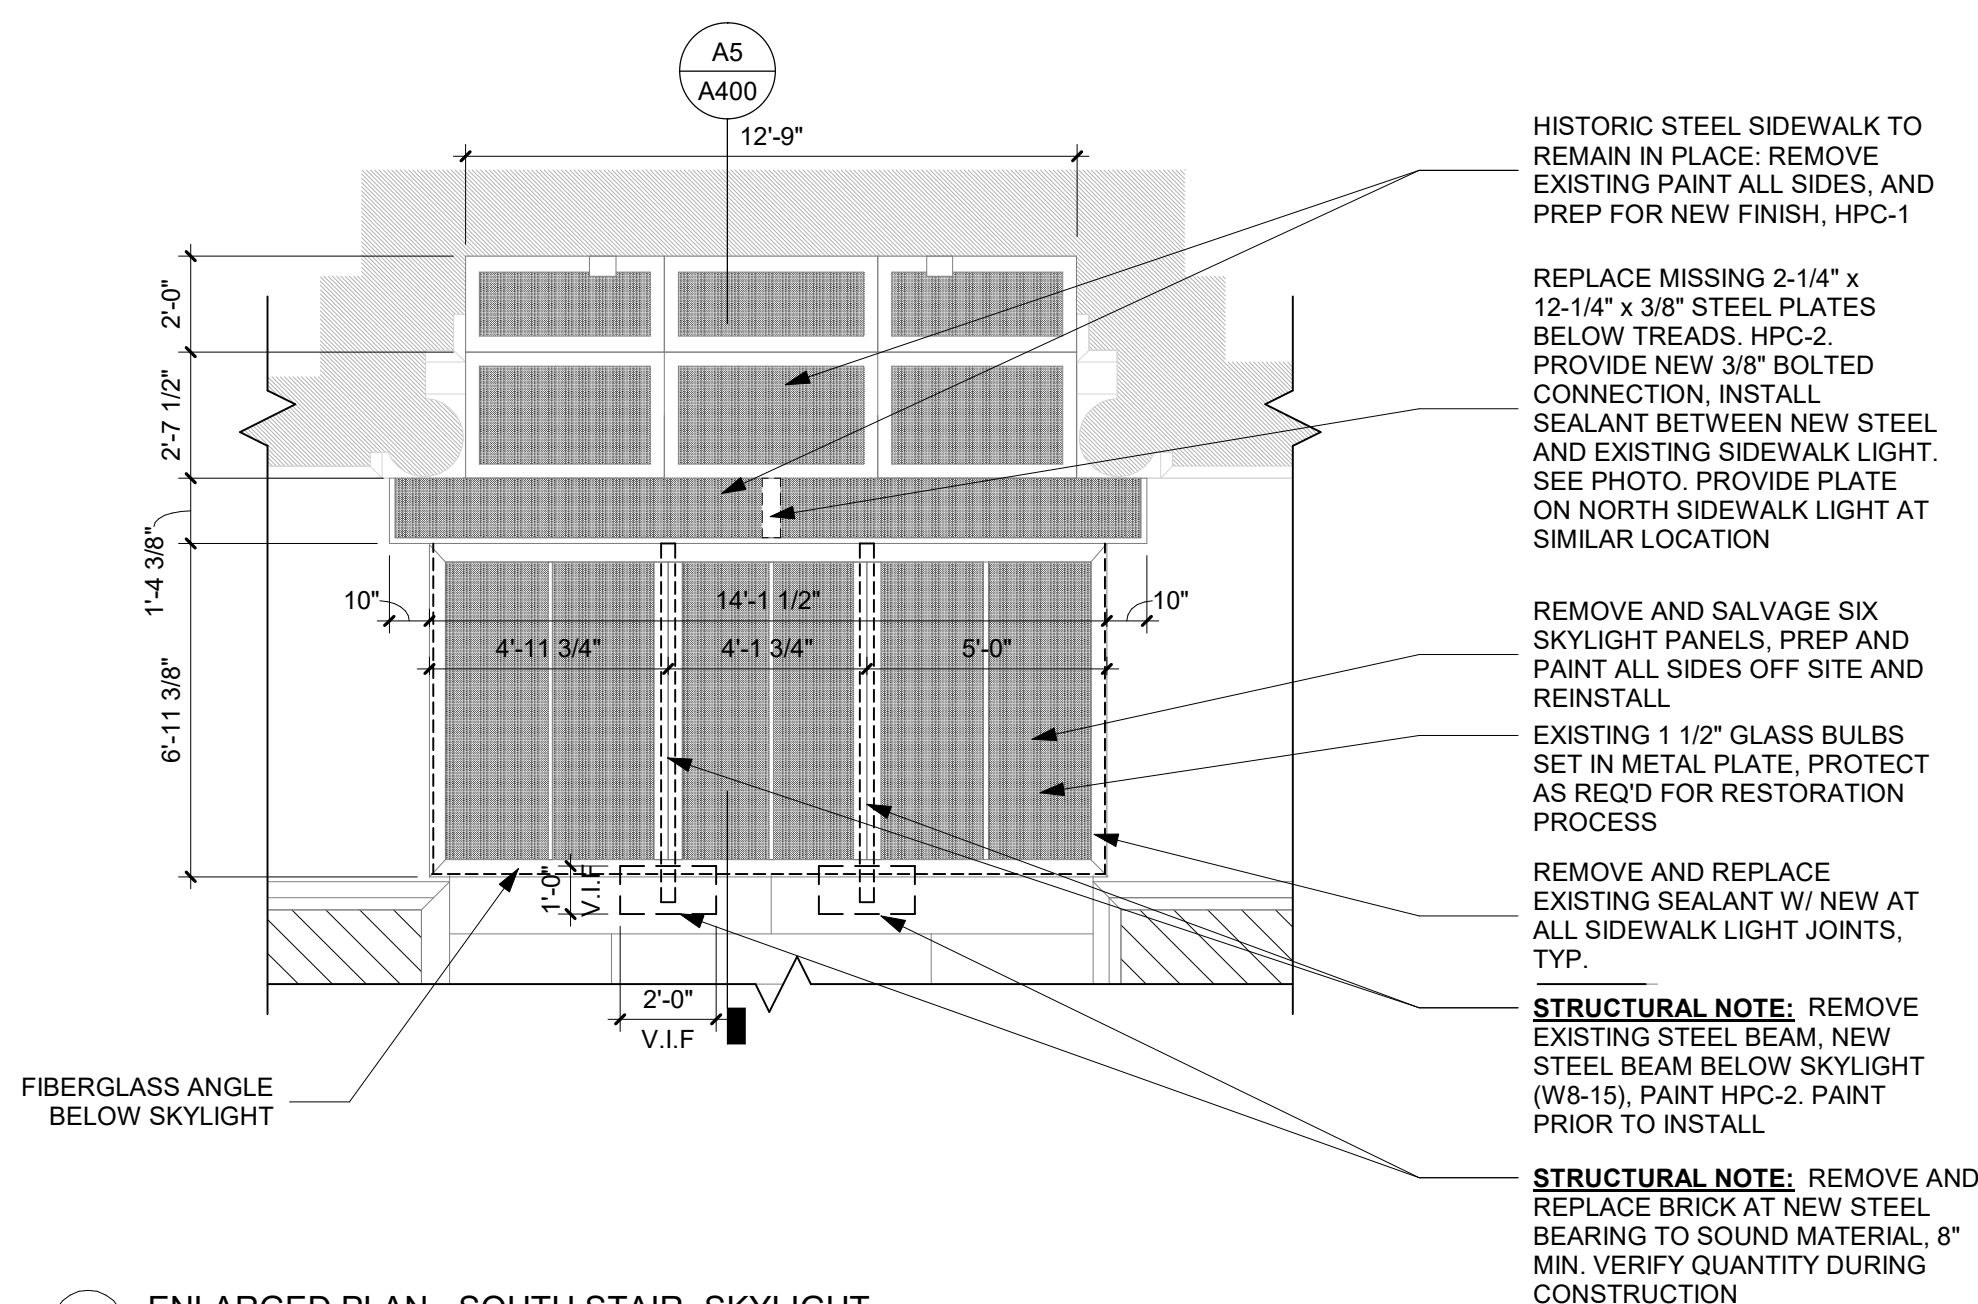 A5
A400
12'-9"
2'-0"
2'-7 1/2"
1'-4 3/8"
6'-11 3/8"
10"
14'-1 1/2"
10"
4'-11 3/4"
4'-1 3/4"
5'-0"
1'-0"
V.I.F
2'-0"
V.I.F
FIBERGLASS ANGLE
BELOW SKYLIGHT
HISTORIC STEEL SIDEWALK TO
REMAIN IN PLACE: REMOVE
EXISTING PAINT ALL SIDES, AND
PREP FOR NEW FINISH, HPC-1
REPLACE MISSING 2-1/4" x
12-1/4" x 3/8" STEEL PLATES
BELOW TREADS. HPC-2.
PROVIDE NEW 3/8" BOLTED
CONNECTION, INSTALL
SEALANT BETWEEN NEW STEEL
AND EXISTING SIDEWALK LIGHT.
SEE PHOTO. PROVIDE PLATE
ON NORTH SIDEWALK LIGHT AT
SIMILAR LOCATION
REMOVE AND SALVAGE SIX
SKYLIGHT PANELS, PREP AND
PAINT ALL SIDES OFF SITE AND
REINSTALL
EXISTING 1 1/2" GLASS BULBS
SET IN METAL PLATE, PROTECT
AS REQ'D FOR RESTORATION
PROCESS
REMOVE AND REPLACE
EXISTING SEALANT W/ NEW AT
ALL SIDEWALK LIGHT JOINTS,
TYP.
STRUCTURAL NOTE: REMOVE
EXISTING STEEL BEAM, NEW
STEEL BEAM BELOW SKYLIGHT
(W8-15), PAINT HPC-2. PAINT
PRIOR TO INSTALL
STRUCTURAL NOTE: REMOVE AND
REPLACE BRICK AT NEW STEEL
BEARING TO SOUND MATERIAL, 8"
MIN. VERIFY QUANTITY DURING
CONSTRUCTION
ENLARGED PLAN - SOUTH STAIR- SKYLIGHT